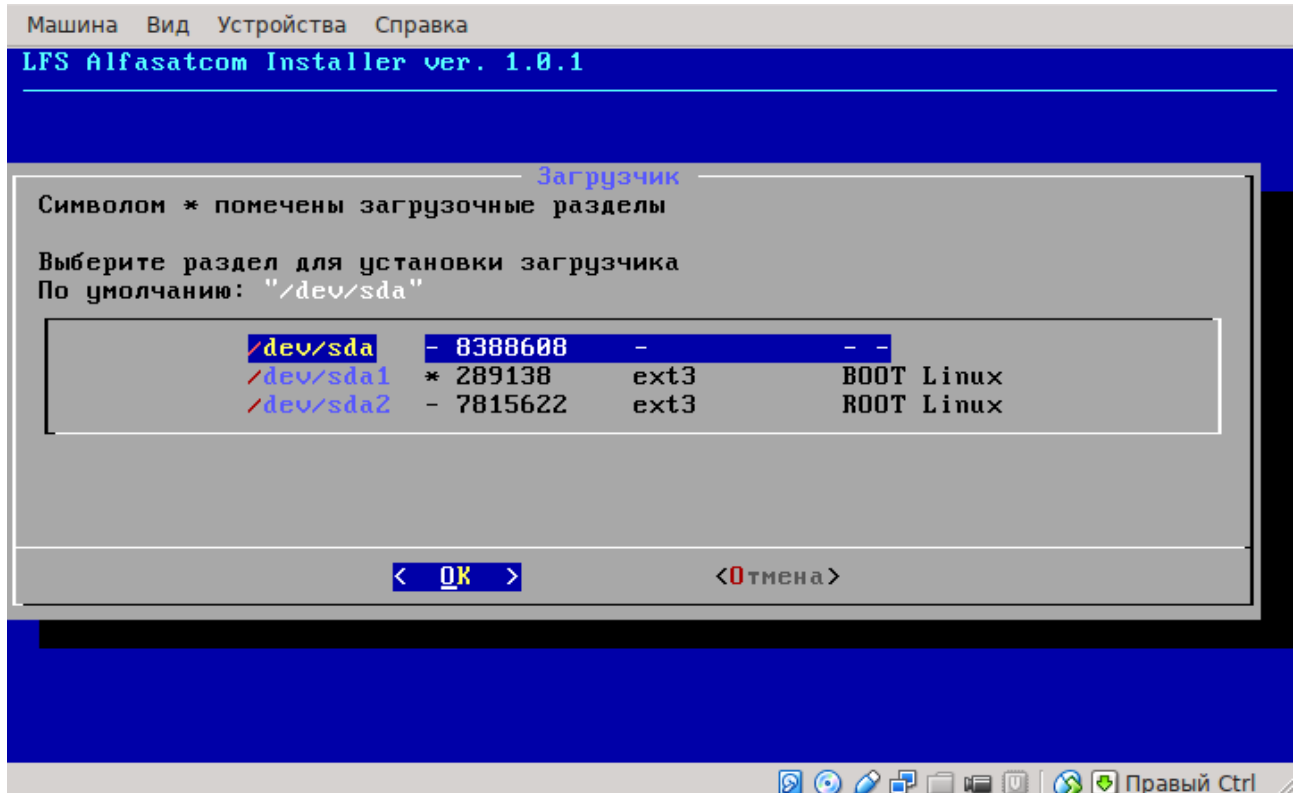 Машина Вид Устройства Справка
LFS Alfasatcom Installer ver. 1.0.1
Загрузчик
Символом * помечены загрузочные разделы
Выберите раздел для установки загрузчика
По умолчанию: "/dev/sda"
/dev/sda - 8388608 - - -
/dev/sda1 * 289138 ext3 BOOT Linux
/dev/sda2 - 7815622 ext3 ROOT Linux
< OK > <Отмена>
Правый Ctrl